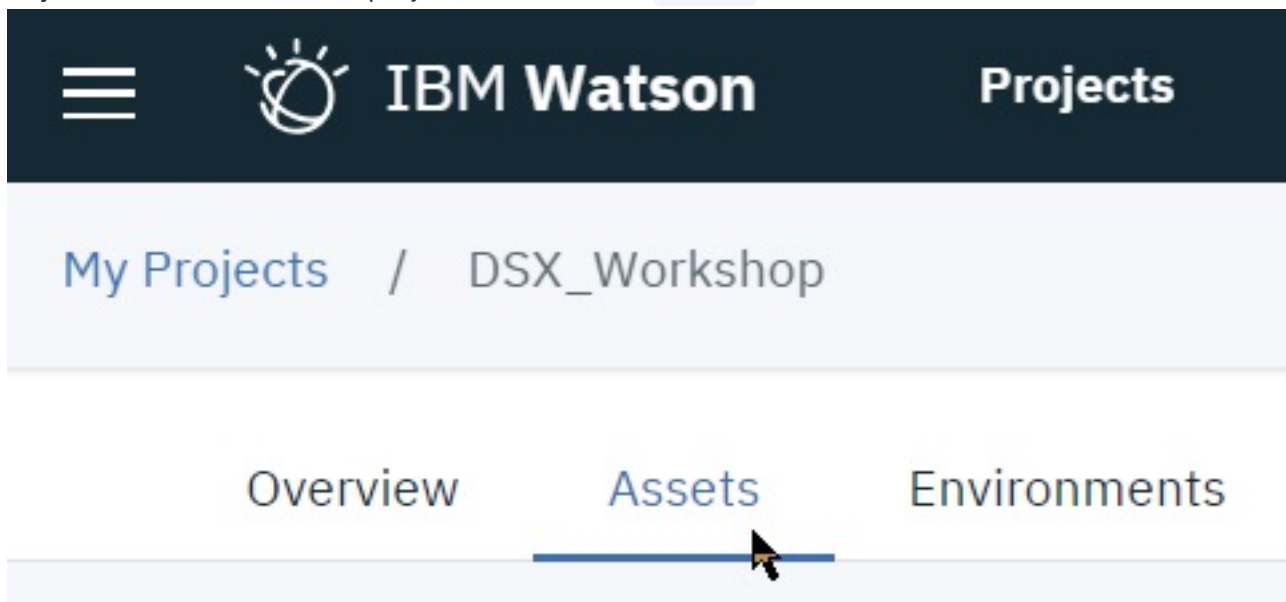 IBM Watson Projects
My Projects / DSX_Workshop
Overview Assets Environments